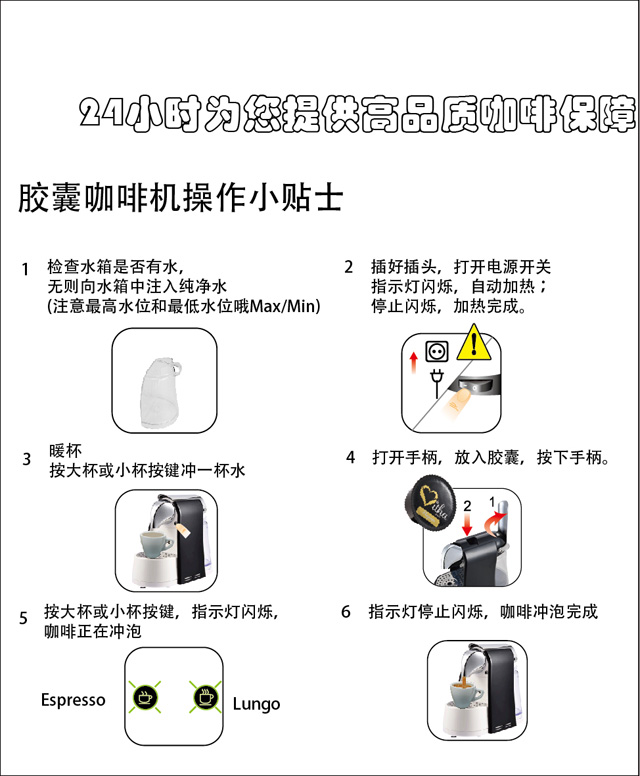 24小时为您提供高品质咖啡保障
胶囊咖啡机操作小贴士
1 检查水箱是否有水，
无则向水箱中注入纯净水
(注意最高水位和最低水位哦Max/Min)
2 插好插头，打开电源开关
指示灯闪烁，自动加热；
停止闪烁，加热完成。
3 暖杯
按大杯或小杯按键冲一杯水
4 打开手柄，放入胶囊，按下手柄。
2 1
5 按大杯或小杯按键，指示灯闪烁，
咖啡正在冲泡
Espresso
Lungo
6 指示灯停止闪烁，咖啡冲泡完成